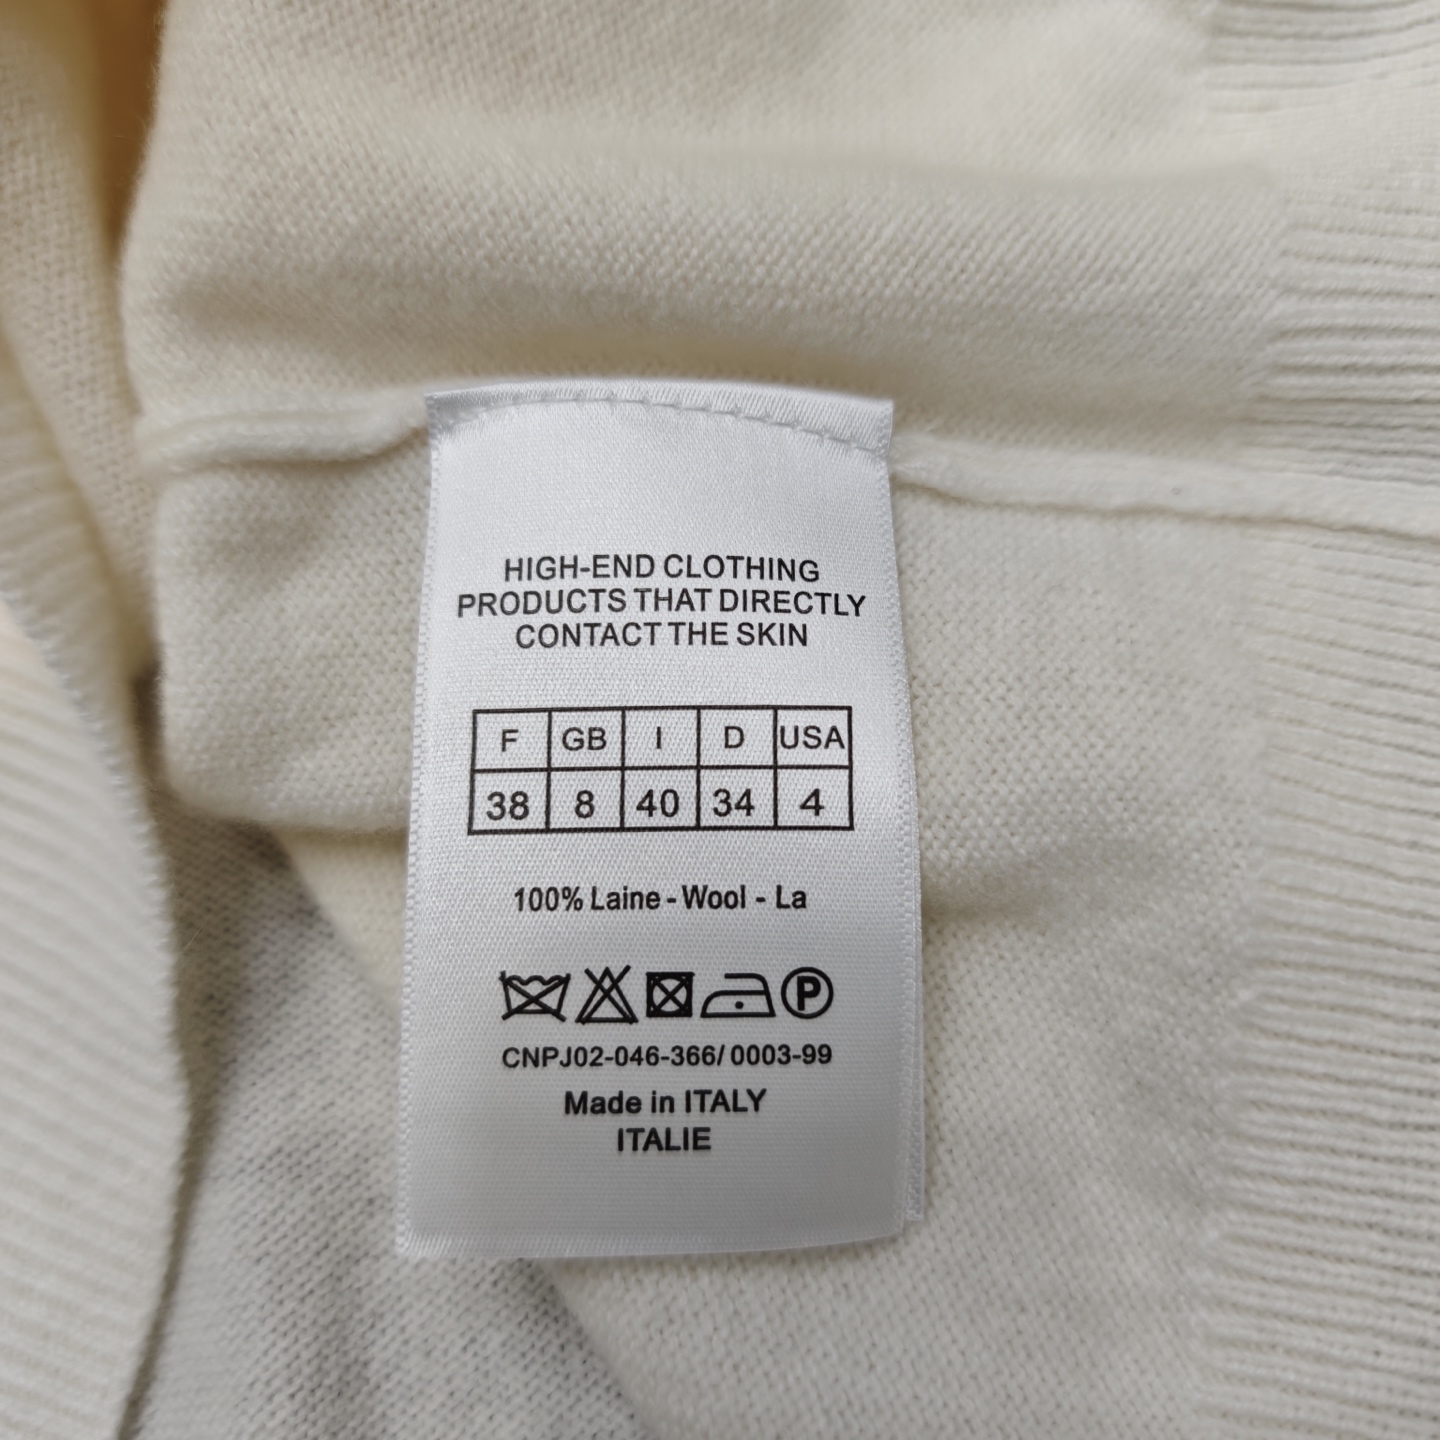 HIGH-END CLOTHING
PRODUCTS THAT DIRECTLY
CONTACT THE SKIN
F GB I D USA
38 8 40 34 4
100% Laine - Wool - La
P
CNPJ02-046-366/ 0003-99
Made in ITALY
ITALIE